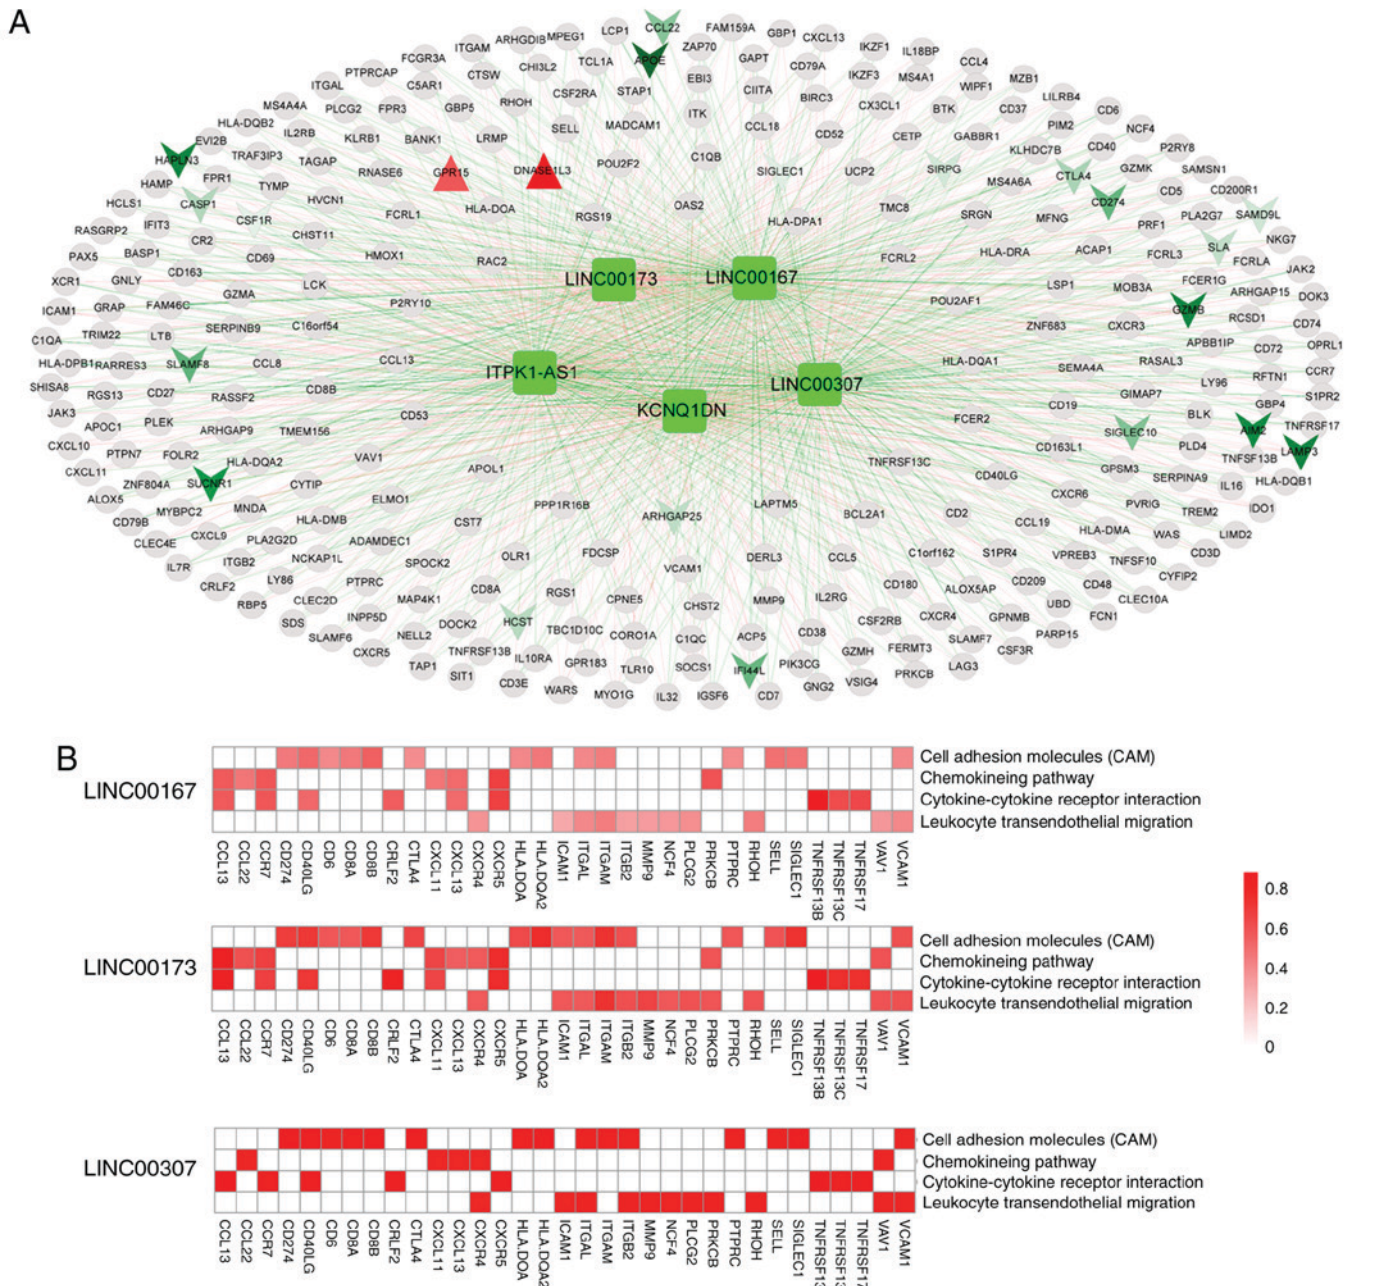 A
CCL22 FAM159A
LCP1 GBP1 CXCL13
ITGAM ARHGDIB MPEG1 ZAP70 IKZF1 IL18BP
FCGR3A CHI3L2 TCL1A APOE GAPT CD79A CCL4
PTPRCAP CTSW EBI3 IKZF3 MS4A1 MZB1
ITGAL C5AR1 CSF2RA STAP1 CIITA BIRC3 WIPF1 LILRB4
MS4A4A PLCG2 FPR3 GBP5 RHOH ITK CX3CL1 BTK CD37 CD6
HLA-DQB2 IL2RB KLRB1 BANK1 LRMP SELL MADCAM1 CCL18 CD52 CETP GABBR1 PIM2 NCF4
EVI2B TRAF3IP3 TAGAP C1QB KLHDC7B CD40 P2RY8
HAPLN3 RNASE6 GPR15 DNASE1L3 POU2F2 SIGLEC1 UCP2 SIRPG MS4A6A CTLA4 GZMK SAMSN1
HAMP FPR1 TYMP CD5 CD200R1
HCLS1 CASP1 HVCN1 FCRL1 HLA-DOA RGS19 OAS2 HLA-DPA1 TMC8 SRGN MFNG CD274 PLA2G7 SAMD9L
RASGRP2 IFIT3 CSF1R CHST11 PRF1 NKG7
PAX5 BASP1 CR2 CD69 HMOX1 RAC2 FCRL2 HLA-DRA ACAP1 FCRL3 SLA FCRLA
XCR1 GNLY CD163 LCK LINC00173 LINC00167 LSP1 MOB3A FCER1G JAK2
ICAM1 GRAP FAM46C GZMA P2RY10 POU2AF1 GZMB ARHGAP15 DOK3
C1QA TRIM22 LTB SERPINB9 C16orf54 ZNF683 CXCR3 RCSD1 CD74
HLA-DPB1 RARRES3 SLAMF8 CCL8 CCL13 HLA-DQA1 SEMA4A RASAL3 APBB1IP CD72 OPRL1
SHISA8 RGS13 CD27 RASSF2 CD8B ITPK1-AS1 LINC00307 GIMAP7 LY96 RFTN1 CCR7
JAK3 APOC1 PLEK ARHGAP9 TMEM156 CD53 KCNQ1DN FCER2 CD19 BLK GBP4 S1PR2
CXCL10 PTPN7 FOLR2 HLA-DQA2 VAV1 SIGLEC10 AIM2 TNFRSF17
CXCL11 ZNF804A SUCNR1 CYTIP APOL1 TNFRSF13C CD40LG CD163L1 PLD4 TNFSF13B LAMP3
ALOX5 MYBPC2 MNDA ELMO1 GPSM3 SERPINA9 IL16 HLA-DQB1
CD79B CXCL9 PLA2G2D HLA-DMB CST7 PPP1R16B ARHGAP25 LAPTM5 BCL2A1 CD2 CXCR6 PVRIG TREM2 IDO1
CLEC4E ITGB2 NCKAP1L ADAMDEC1 CCL19 HLA-DMA WAS LIMD2
IL7R LY86 PTPRC SPOCK2 OLR1 FDCSP VCAM1 DERL3 CCL5 C1orf162 S1PR4 VPREB3 TNFSF10 CD3D
CRLF2 CLEC2D MAP4K1 CD8A RGS1 CPNE5 CHST2 MMP9 IL2RG CD180 ALOX5AP CD209 CD48 CYFIP2
RBP5 INPP5D HCST CSF2RB CXCR4 GPNMB UBD CLEC10A
SDS NELL2 DOCK2 TBC1D10C CORO1A C1QC ACP5 CD38 FCN1
SLAMF6 CXCR5 TNFRSF13B IL10RA GPR183 TLR10 SOCS1 IFI44L PIK3CG GZMH FERMT3 SLAMF7 CSF3R PARP15
TAP1 SIT1 CD3E WARS MYO1G IL32 IGSF6 CD7 GNG2 VSIG4 PRKCB LAG3
B
LINC00167
Cell adhesion molecules (CAM)
Chemokineing pathway
Cytokine-cytokine receptor interaction
Leukocyte transendothelial migration
CCL13 CCL22 CCR7 CD274 CD40LG CD6 CD8A CD8B CRLF2 CTLA4 CXCL11 CXCL13 CXCR4 CXCR5 HLA.DOA HLA.DQA2 ICAM1 ITGAL ITGAM ITGB2 MMP9 NCF4 PLCG2 PRKCB PTPRC RHOH SELL SIGLEC1 TNFRSF13B TNFRSF13C TNFRSF17 VAV1 VCAM1
0.8
0.6
0.4
0.2
0
LINC00173
Cell adhesion molecules (CAM)
Chemokineing pathway
Cytokine-cytokine receptor interaction
Leukocyte transendothelial migration
CCL13 CCL22 CCR7 CD274 CD40LG CD6 CD8A CD8B CRLF2 CTLA4 CXCL11 CXCL13 CXCR4 CXCR5 HLA.DOA HLA.DQA2 ICAM1 ITGAL ITGAM ITGB2 MMP9 NCF4 PLCG2 PRKCB PTPRC RHOH SELL SIGLEC1 TNFRSF13B TNFRSF13C TNFRSF17 VAV1 VCAM1
LINC00307
Cell adhesion molecules (CAM)
Chemokineing pathway
Cytokine-cytokine receptor interaction
Leukocyte transendothelial migration
CCL13 CCL22 CCR7 CD274 CD40LG CD6 CD8A CD8B CRLF2 CTLA4 CXCL11 CXCL13 CXCR4 CXCR5 HLA.DOA HLA.DQA2 ICAM1 ITGAL ITGAM ITGB2 MMP9 NCF4 PLCG2 PRKCB PTPRC RHOH SELL SIGLEC1 TNFRSF13 TNFRSF13 TNFRSF17 VAV1 VCAM1